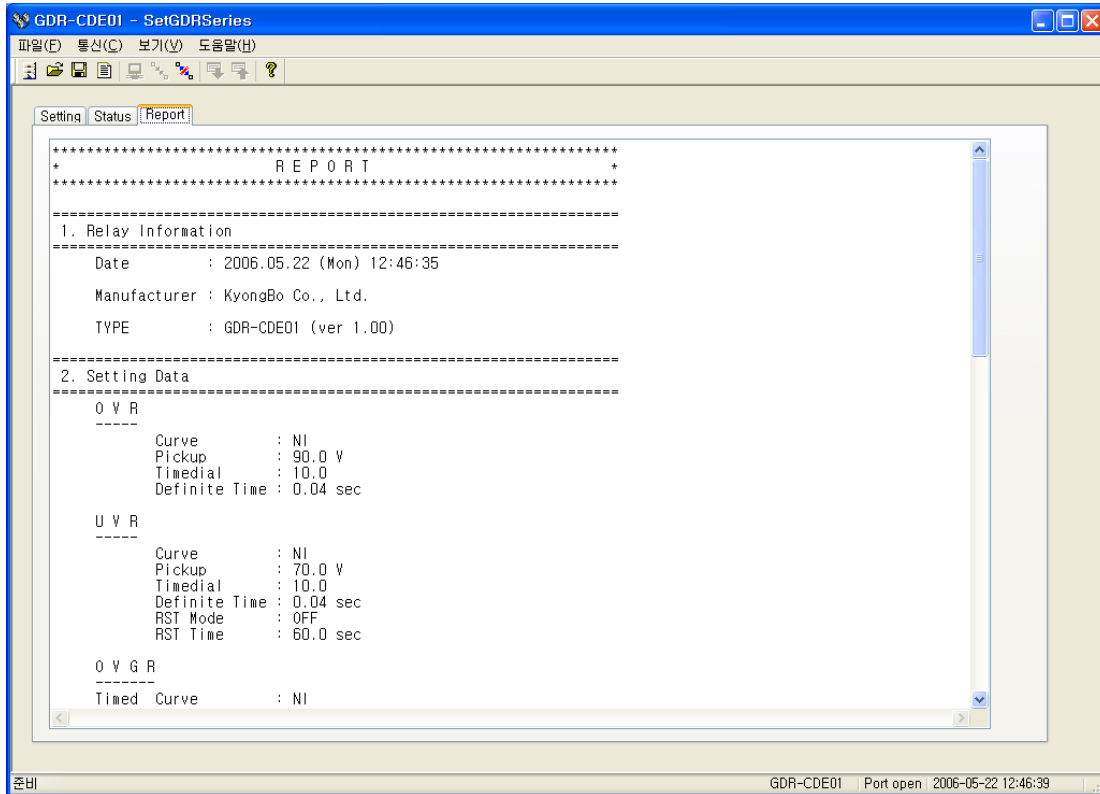 GDR-CDE01 - SetGDRSeries
파일(F) 통신(C) 보기(V) 도움말(H)
Setting Status Report
******************************************************************
* R E P O R T *
******************************************************************
==================================================================
1. Relay Information
==================================================================
Date : 2006.05.22 (Mon) 12:46:35
Manufacturer : KyongBo Co., Ltd.
TYPE : GDR-CDE01 (ver 1.00)
==================================================================
2. Setting Data
==================================================================
O V R
-----
Curve : NI
Pickup : 90.0 V
Timedial : 10.0
Definite Time : 0.04 sec
U V R
-----
Curve : NI
Pickup : 70.0 V
Timedial : 10.0
Definite Time : 0.04 sec
RST Mode : OFF
RST Time : 60.0 sec
O V G R
-------
Timed Curve : NI
준비 GDR-CDE01 Port open 2006-05-22 12:46:39